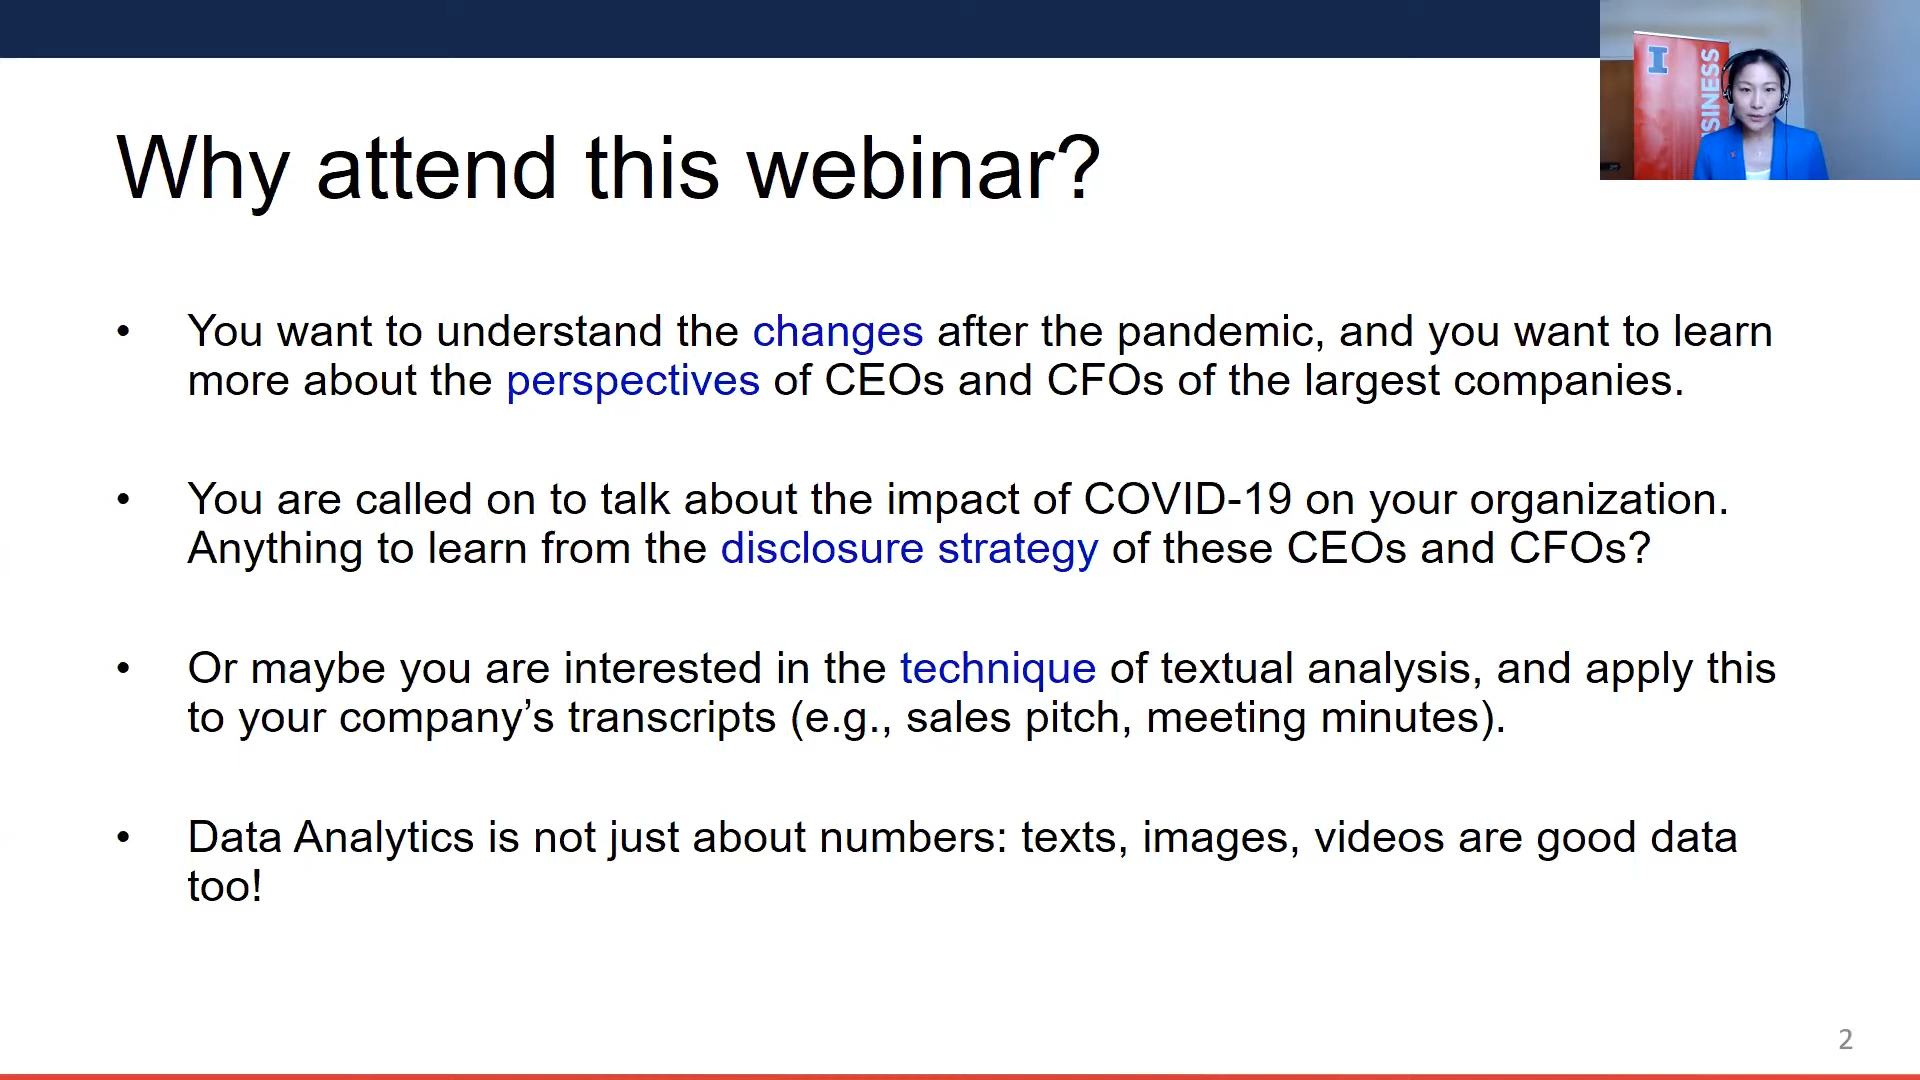 Why attend this webinar?
• You want to understand the changes after the pandemic, and you want to learn
more about the perspectives of CEOs and CFOs of the largest companies.
• You are called on to talk about the impact of COVID-19 on your organization.
Anything to learn from the disclosure strategy of these CEOs and CFOs?
• Or maybe you are interested in the technique of textual analysis, and apply this
to your company’s transcripts (e.g., sales pitch, meeting minutes).
• Data Analytics is not just about numbers: texts, images, videos are good data
too!
2
I
SINESS